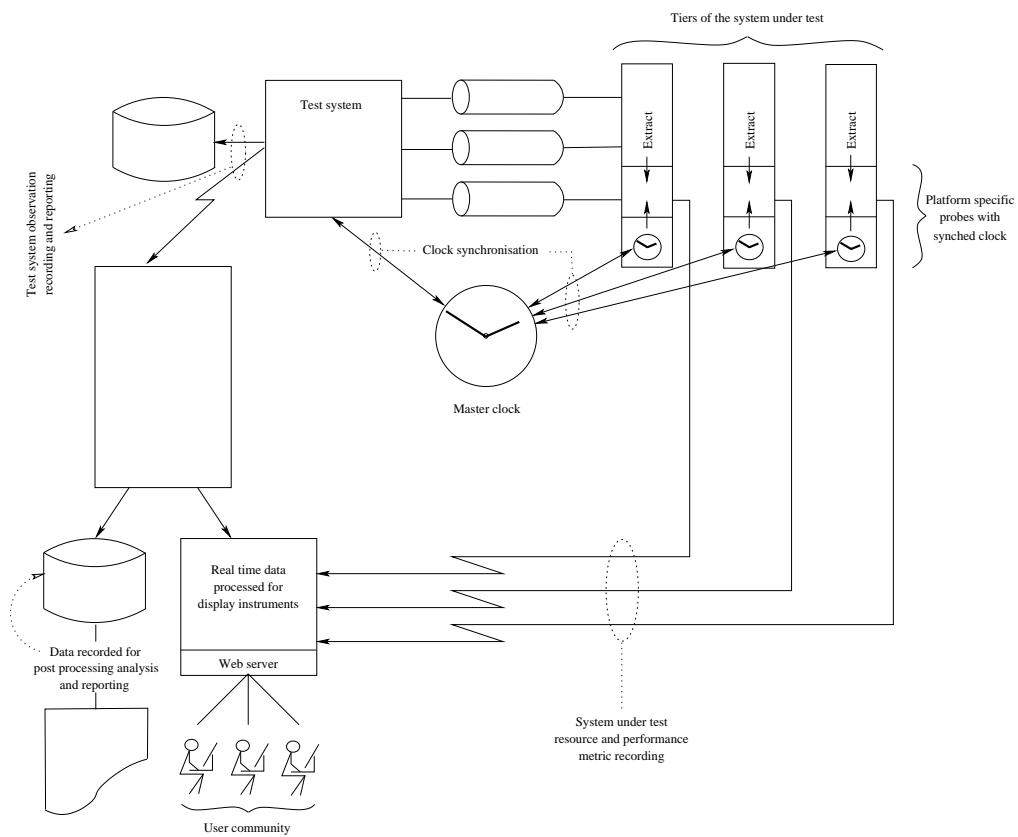 Tiers of the system under test
Test system
Extract
Extract
Extract
Test system observation
recording and reporting
Platform specific
probes with
synched clock
Clock synchronisation
Master clock
Real time data
processed for
display instruments
Web server
Data recorded for
post processing analysis
and reporting
System under test
resource and performance
metric recording
User community